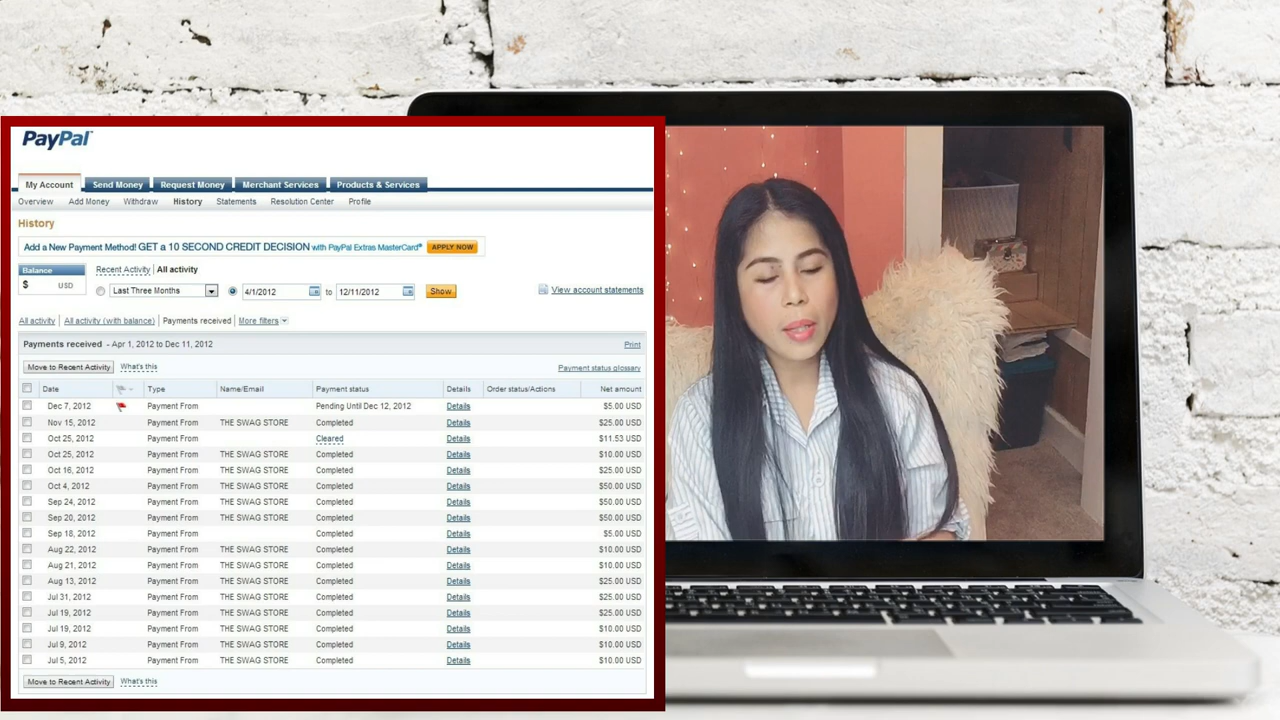 PayPal™
My Account Send Money Request Money Merchant Services Products & Services
Overview Add Money Withdraw History Statements Resolution Center Profile
History
Add a New Payment Method! GET a 10 SECOND CREDIT DECISION with PayPal Extras MasterCard® APPLY NOW
Balance Recent Activity | All activity
$ USD Last Three Months 4/1/2012 to 12/11/2012 Show View account statements
All activity | All activity (with balance) | Payments received | More filters
Payments received - Apr 1, 2012 to Dec 11, 2012 Print
Move to Recent Activity What's this Payment status glossary
Date Type Name/Email Payment status Details Order status/Actions Net amount
Dec 7, 2012 Payment From Pending Until Dec 12, 2012 Details $5.00 USD
Nov 15, 2012 Payment From THE SWAG STORE Completed Details $25.00 USD
Oct 25, 2012 Payment From Cleared Details $11.53 USD
Oct 25, 2012 Payment From THE SWAG STORE Completed Details $10.00 USD
Oct 16, 2012 Payment From THE SWAG STORE Completed Details $25.00 USD
Oct 4, 2012 Payment From THE SWAG STORE Completed Details $50.00 USD
Sep 24, 2012 Payment From THE SWAG STORE Completed Details $50.00 USD
Sep 20, 2012 Payment From THE SWAG STORE Completed Details $50.00 USD
Sep 18, 2012 Payment From Completed Details $5.00 USD
Aug 22, 2012 Payment From THE SWAG STORE Completed Details $10.00 USD
Aug 21, 2012 Payment From THE SWAG STORE Completed Details $10.00 USD
Aug 13, 2012 Payment From THE SWAG STORE Completed Details $25.00 USD
Jul 31, 2012 Payment From THE SWAG STORE Completed Details $25.00 USD
Jul 19, 2012 Payment From THE SWAG STORE Completed Details $25.00 USD
Jul 19, 2012 Payment From THE SWAG STORE Completed Details $10.00 USD
Jul 9, 2012 Payment From THE SWAG STORE Completed Details $10.00 USD
Jul 5, 2012 Payment From THE SWAG STORE Completed Details $10.00 USD
Move to Recent Activity What's this